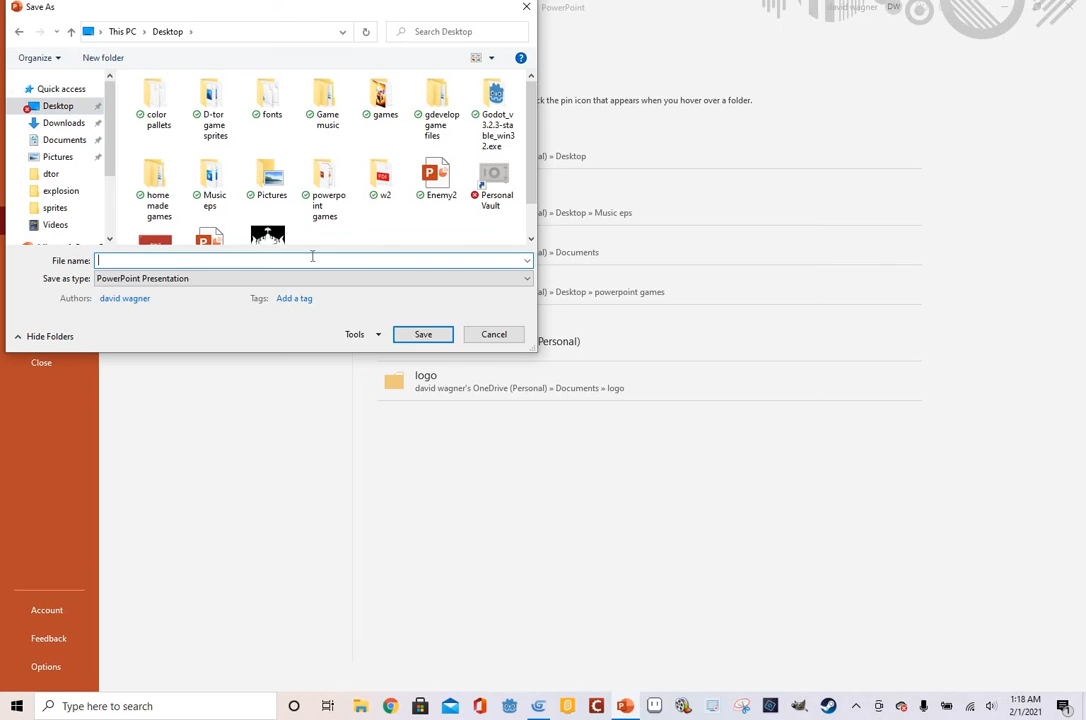 Save As
PowerPoint
david wagner DW
This PC › Desktop ›
Search Desktop
Organize
New folder
Quick access
Desktop
Downloads
Documents
Pictures
dtor
explosion
sprites
Videos
color pallets
D-tor game sprites
fonts
Game music
games
gdevelop game files
Godot_v3.2.3-stable_win32.exe
home made games
Music eps
Pictures
powerpoint games
w2
Enemy2
Personal Vault
File name:
Save as type: PowerPoint Presentation
Authors: david wagner
Tags: Add a tag
Hide Folders
Tools
Save
Cancel
ck the pin icon that appears when you hover over a folder.
al) » Desktop
al) » Desktop » Music eps
al) » Documents
al) » Desktop » powerpoint games
Personal)
logo
david wagner's OneDrive (Personal) » Documents » logo
Close
Account
Feedback
Options
Type here to search
1:18 AM
2/1/2021